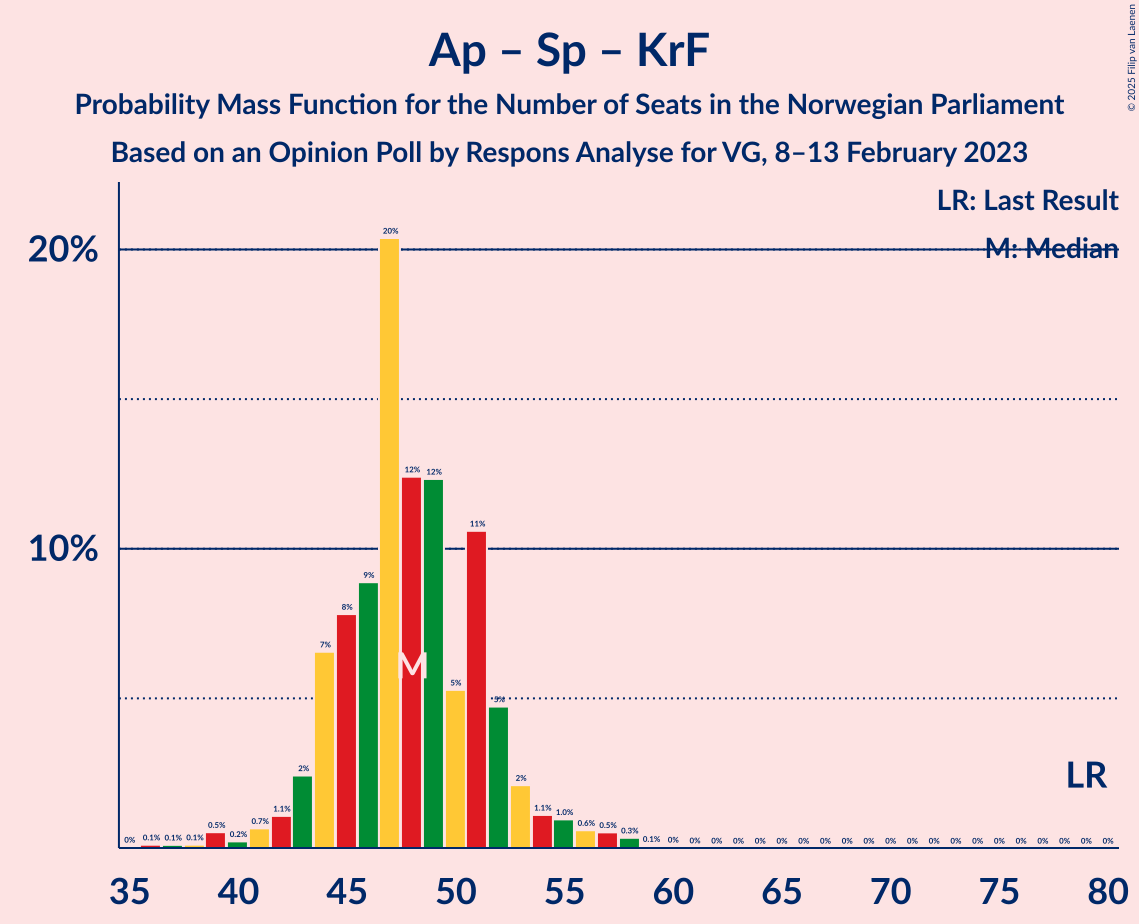 Ap – Sp – KrF
Probability Mass Function for the Number of Seats in the Norwegian Parliament
Based on an Opinion Poll by Respons Analyse for VG, 8–13 February 2023
© 2025 Filip van Laenen
LR: Last Result
M: Median
20%
10%
0% 0.1% 0.1% 0.1% 0.5% 0.2% 0.7% 1.1% 2% 7% 8% 9% 20% 12% 12% 5% 11% 5% 2% 1.1% 1.0% 0.6% 0.5% 0.3% 0.1% 0% 0% 0% 0% 0% 0% 0% 0% 0% 0% 0% 0% 0% 0% 0% 0% 0% 0% 0% 0% 0%
M
LR
35 40 45 50 55 60 65 70 75 80